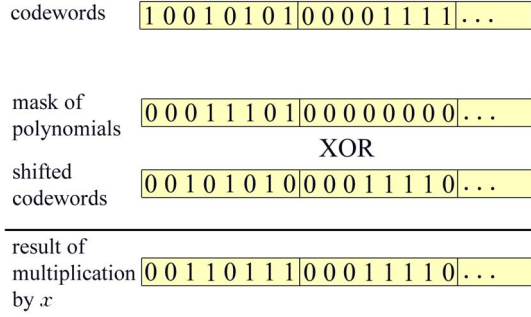 codewords 1 0 0 1 0 1 0 1 0 0 0 0 1 1 1 1 ...
mask of
polynomials 0 0 0 1 1 1 0 1 0 0 0 0 0 0 0 0 ...
XOR
shifted
codewords 0 0 1 0 1 0 1 0 0 0 0 1 1 1 1 0 ...
result of
multiplication 0 0 1 1 0 1 1 1 0 0 0 1 1 1 1 0 ...
by x